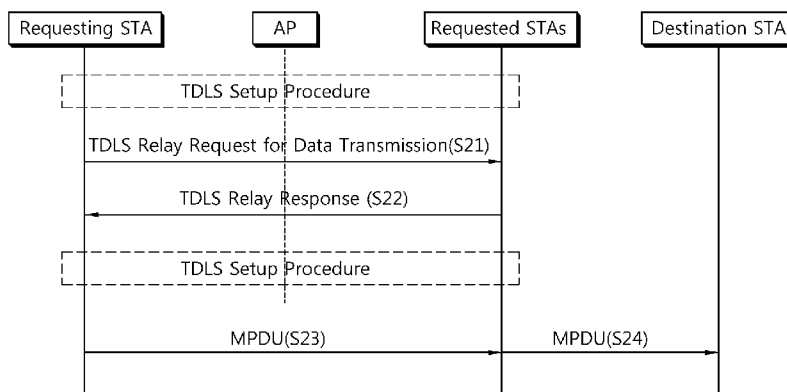 Requesting STA
AP
Requested STAs
Destination STA
TDLS Setup Procedure
TDLS Relay Request for Data Transmission(S21)
TDLS Relay Response (S22)
TDLS Setup Procedure
MPDU(S23)
MPDU(S24)